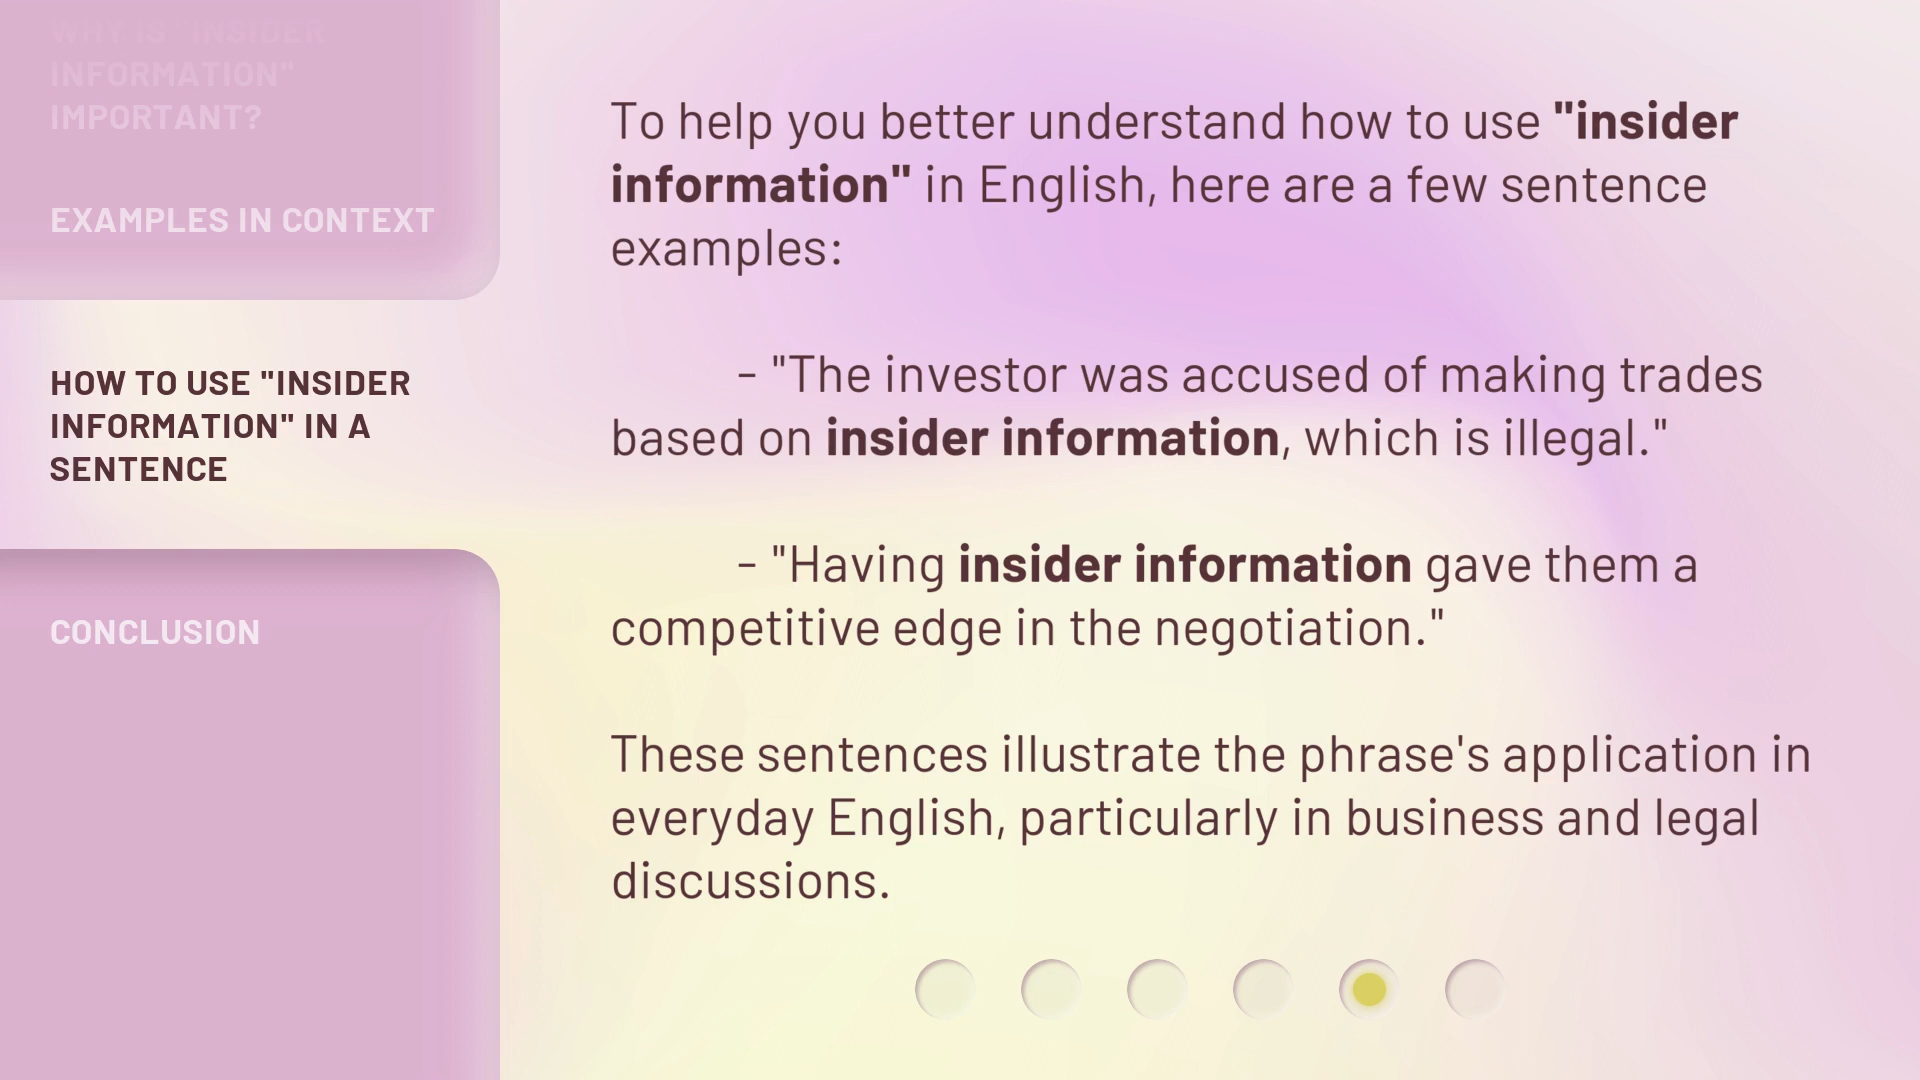 WHY IS "INSIDER
INFORMATION"
IMPORTANT?
EXAMPLES IN CONTEXT
HOW TO USE "INSIDER
INFORMATION" IN A
SENTENCE
CONCLUSION
To help you better understand how to use "insider
information" in English, here are a few sentence
examples:
- "The investor was accused of making trades
based on insider information, which is illegal."
- "Having insider information gave them a
competitive edge in the negotiation."
These sentences illustrate the phrase's application in
everyday English, particularly in business and legal
discussions.